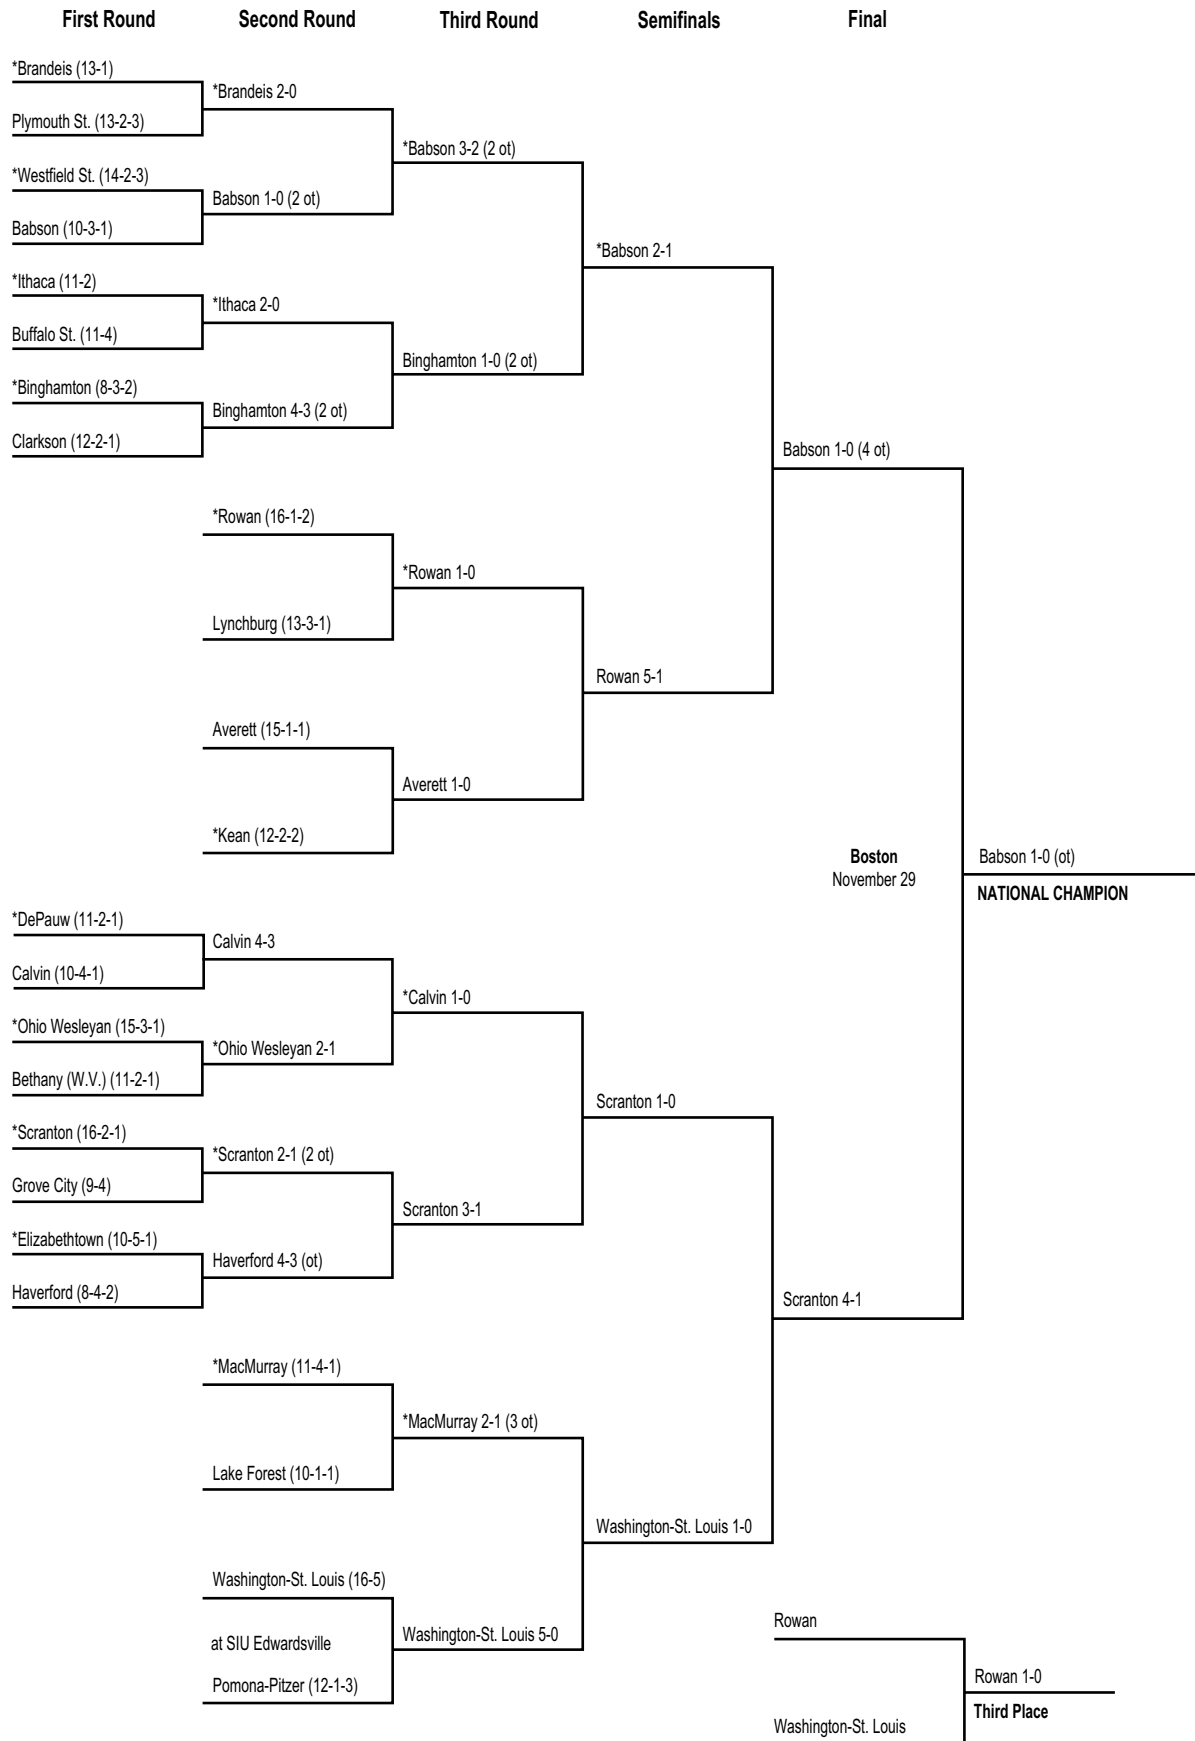 First Round
Second Round
Third Round
Semifinals
Final
*Brandeis (13-1)
*Brandeis 2-0
Plymouth St. (13-2-3)
*Babson 3-2 (2 ot)
*Westfield St. (14-2-3)
Babson 1-0 (2 ot)
Babson (10-3-1)
*Babson 2-1
*Ithaca (11-2)
*Ithaca 2-0
Buffalo St. (11-4)
Binghamton 1-0 (2 ot)
*Binghamton (8-3-2)
Binghamton 4-3 (2 ot)
Clarkson (12-2-1)
Babson 1-0 (4 ot)
*Rowan (16-1-2)
*Rowan 1-0
Lynchburg (13-3-1)
Rowan 5-1
Averett (15-1-1)
Averett 1-0
*Kean (12-2-2)
Boston
November 29
Babson 1-0 (ot)
NATIONAL CHAMPION
*DePauw (11-2-1)
Calvin 4-3
Calvin (10-4-1)
*Calvin 1-0
*Ohio Wesleyan (15-3-1)
*Ohio Wesleyan 2-1
Bethany (W.V.) (11-2-1)
Scranton 1-0
*Scranton (16-2-1)
*Scranton 2-1 (2 ot)
Grove City (9-4)
Scranton 3-1
*Elizabethtown (10-5-1)
Haverford 4-3 (ot)
Haverford (8-4-2)
Scranton 4-1
*MacMurray (11-4-1)
*MacMurray 2-1 (3 ot)
Lake Forest (10-1-1)
Washington-St. Louis 1-0
Washington-St. Louis (16-5)
at SIU Edwardsville
Washington-St. Louis 5-0
Pomona-Pitzer (12-1-3)
Rowan
Rowan 1-0
Third Place
Washington-St. Louis